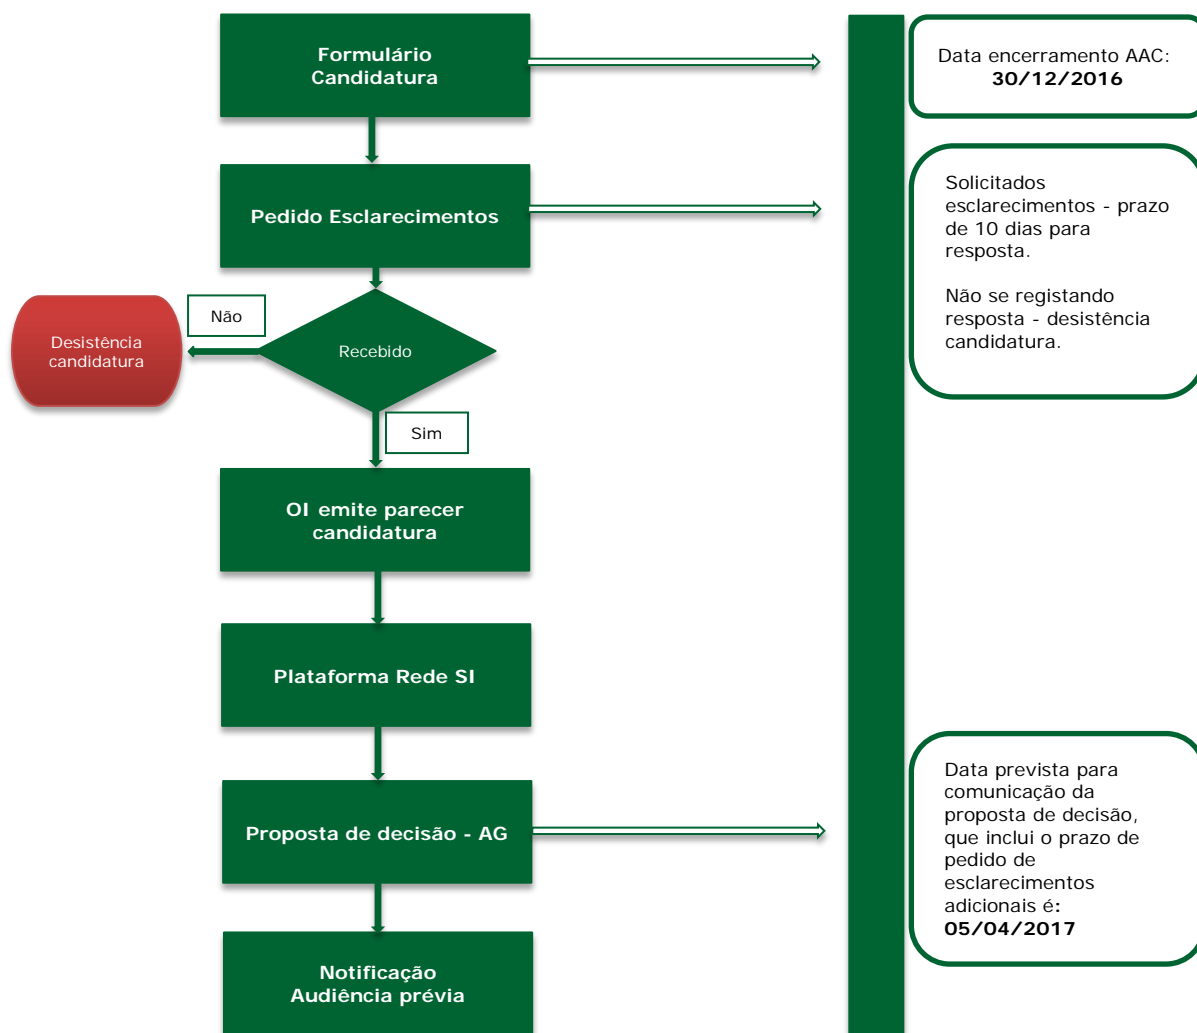 Formulário
Candidatura
Data encerramento AAC:
30/12/2016
Pedido Esclarecimentos
Solicitados
esclarecimentos - prazo
de 10 dias para
resposta.
Não se registando
resposta - desistência
candidatura.
Não
Desistência
candidatura
Recebido
Sim
OI emite parecer
candidatura
Plataforma Rede SI
Proposta de decisão - AG
Data prevista para
comunicação da
proposta de decisão,
que inclui o prazo de
pedido de
esclarecimentos
adicionais é:
05/04/2017
Notificação
Audiência prévia